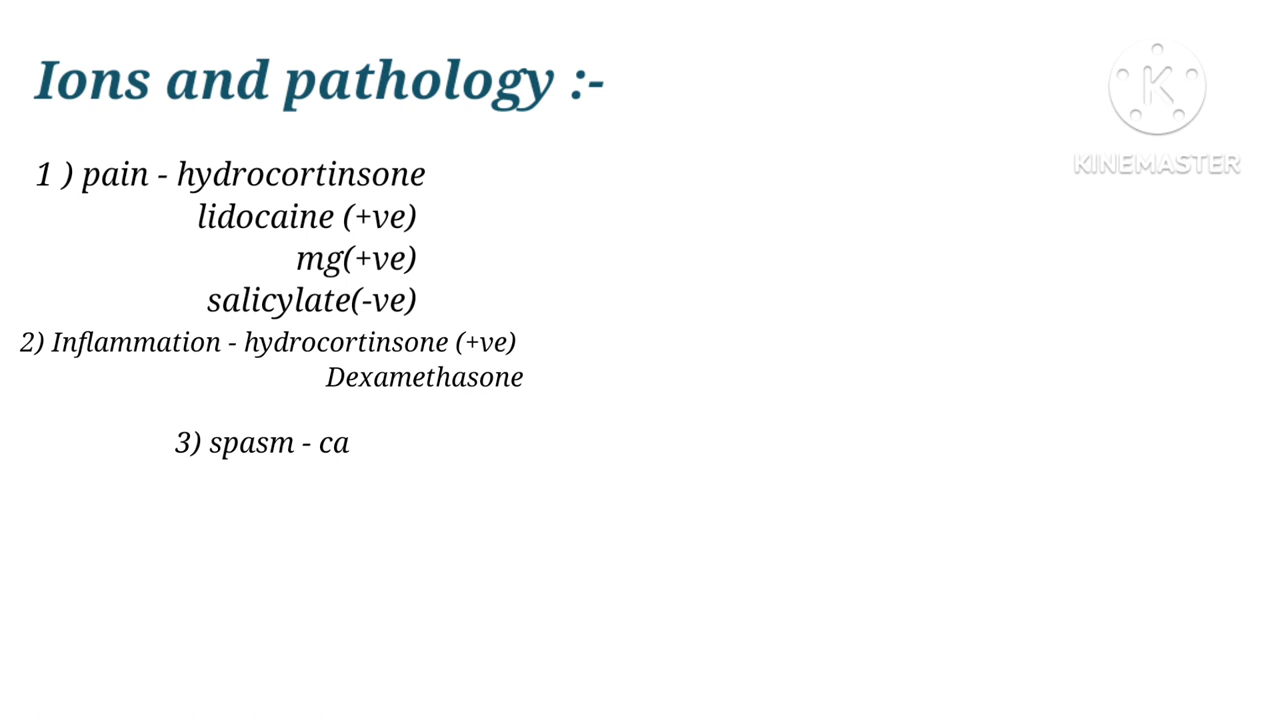 Ions and pathology :-
KINEMASTER
1 ) pain - hydrocortinsone
lidocaine (+ve)
mg(+ve)
salicylate(-ve)
2) Inflammation - hydrocortinsone (+ve)
Dexamethasone
3) spasm - ca